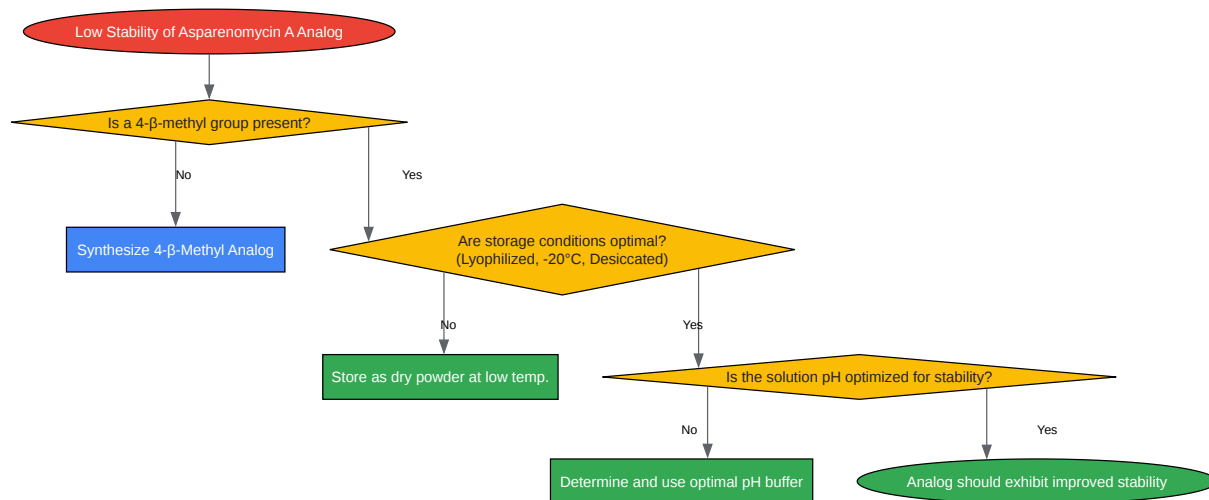 Low Stability of Asparenomycin A Analog
Is a 4-β-methyl group present?
No
Yes
Synthesize 4-β-Methyl Analog
Are storage conditions optimal?
(Lyophilized, -20°C, Desiccated)
No
Yes
Store as dry powder at low temp.
Is the solution pH optimized for stability?
No
Yes
Determine and use optimal pH buffer
Analog should exhibit improved stability